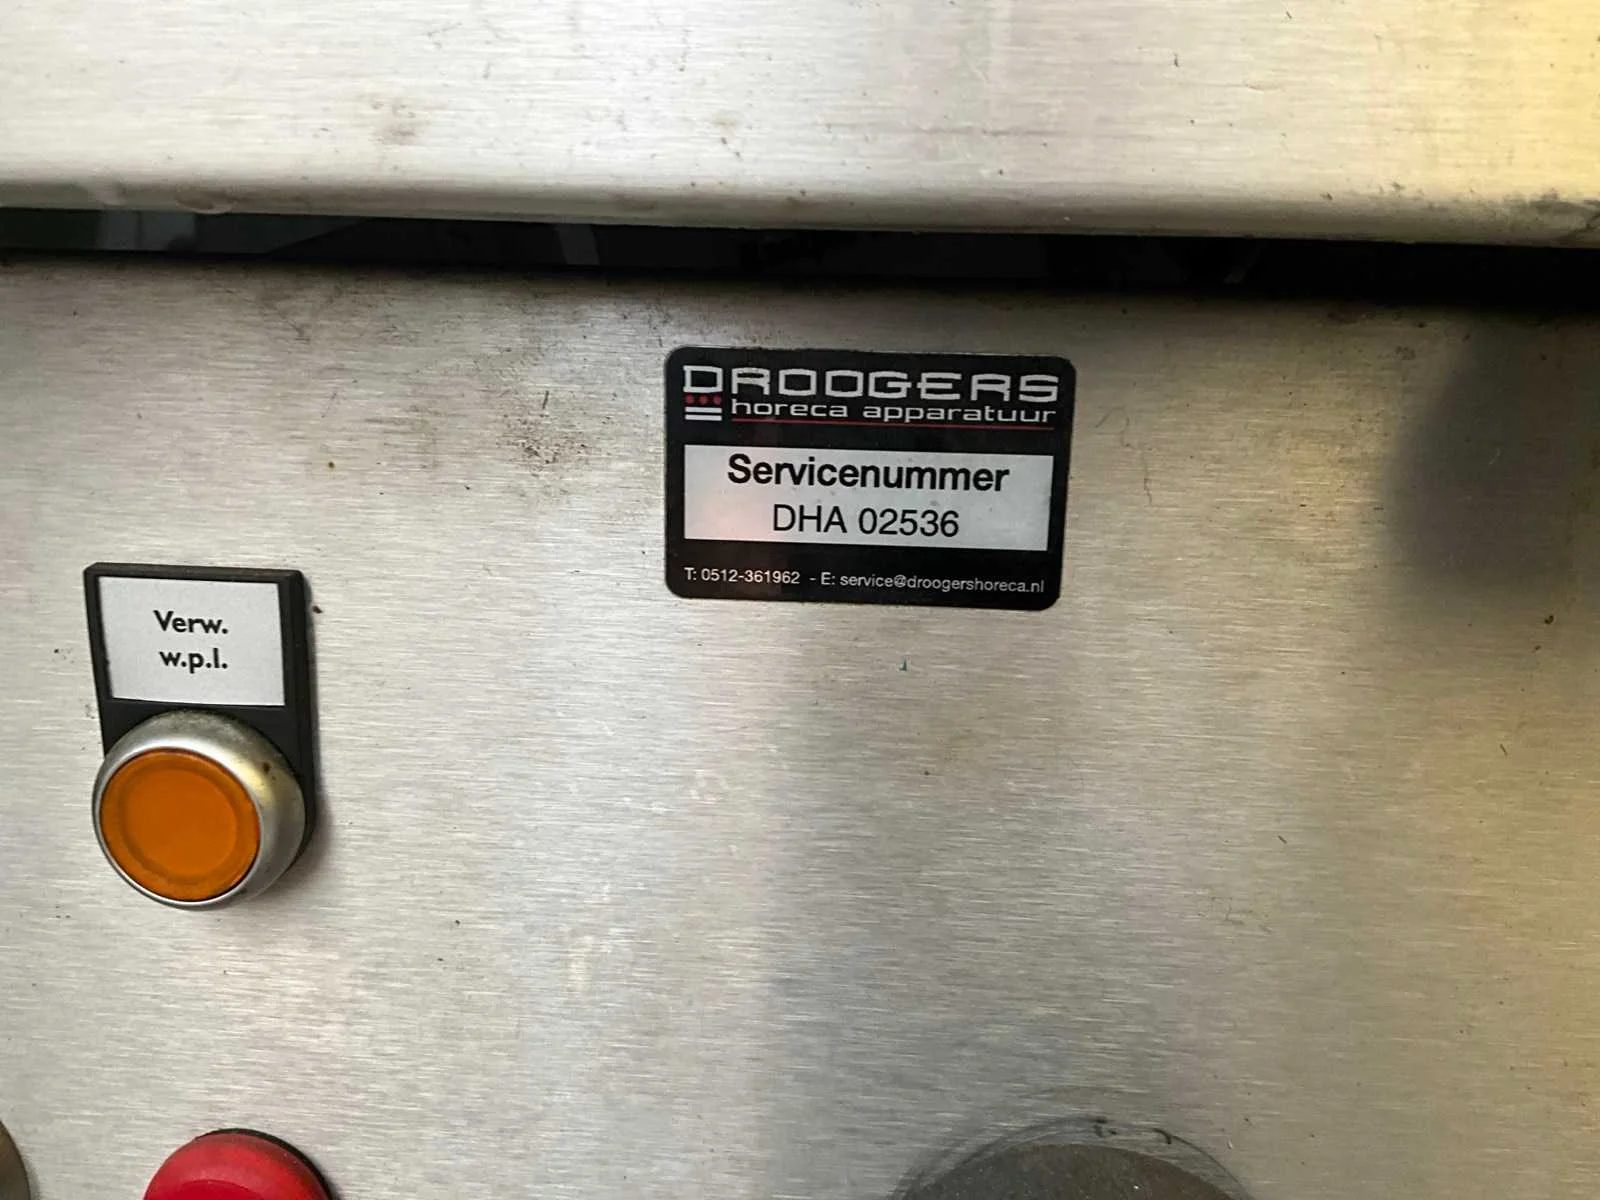 DROOGERS
horeca apparatuur
Servicenummer
DHA 02536
T: 0512-361962 - E: service@droogershoreca.nl
Verw.
w.p.l.